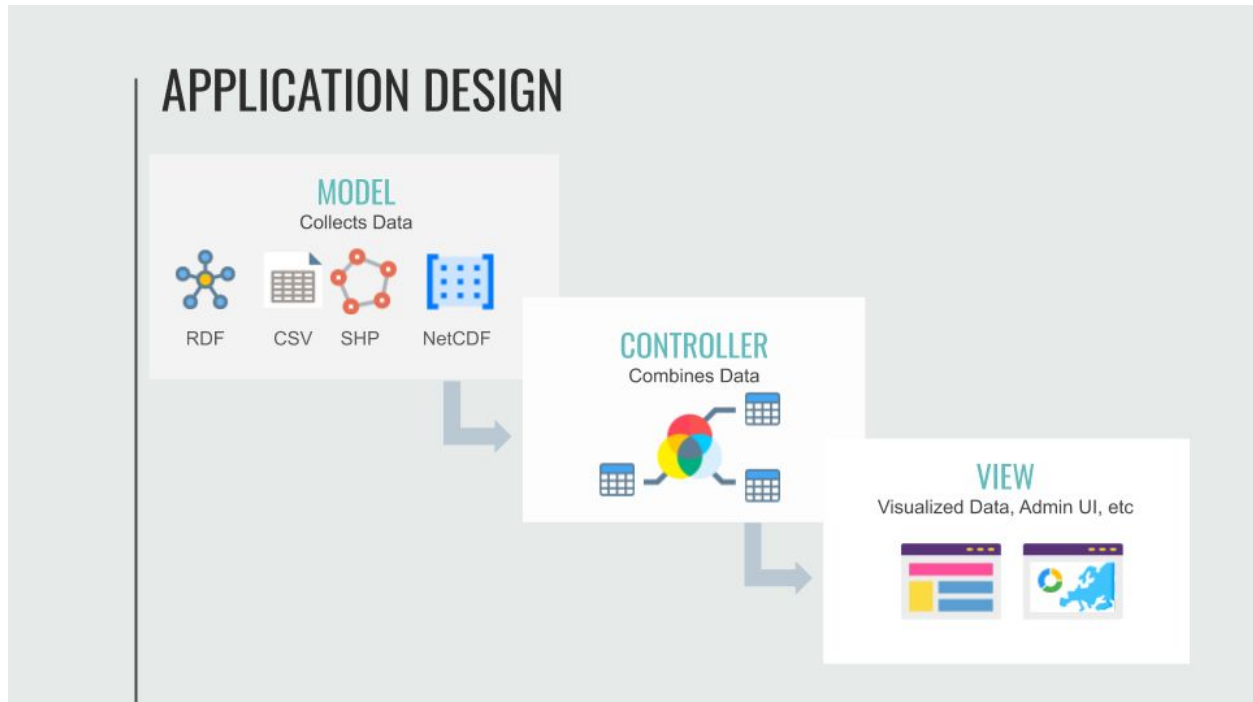 APPLICATION DESIGN
MODEL
Collects Data
RDF CSV SHP NetCDF
CONTROLLER
Combines Data
VIEW
Visualized Data, Admin UI, etc